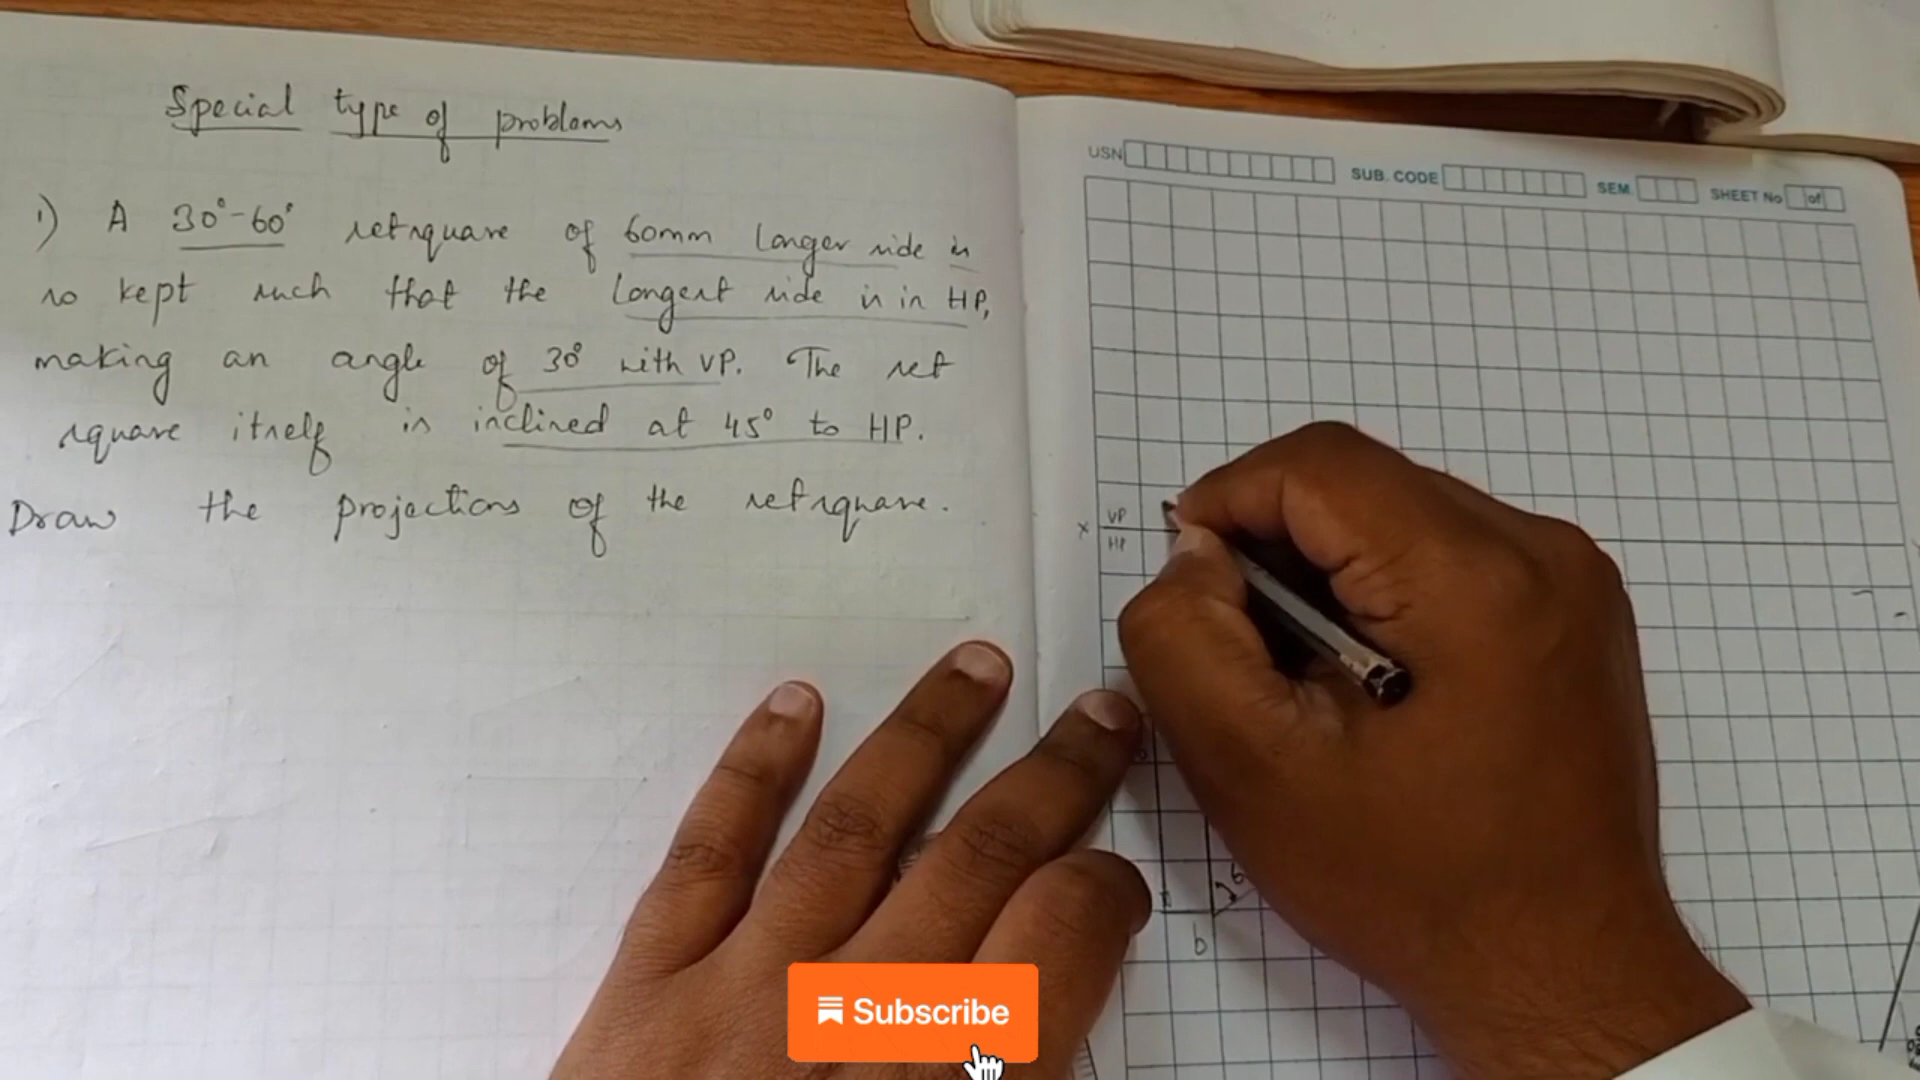 Special type of problems
1) A 30°-60° setsquare of 60mm longer side is
so kept such that the longest side is in HP,
making an angle of 30° with VP. The set
square itself is inclined at 45° to HP.
Draw the projections of the setsquare.
USN SUB. CODE SEM. SHEET No of
X VP
HP
b
Subscribe